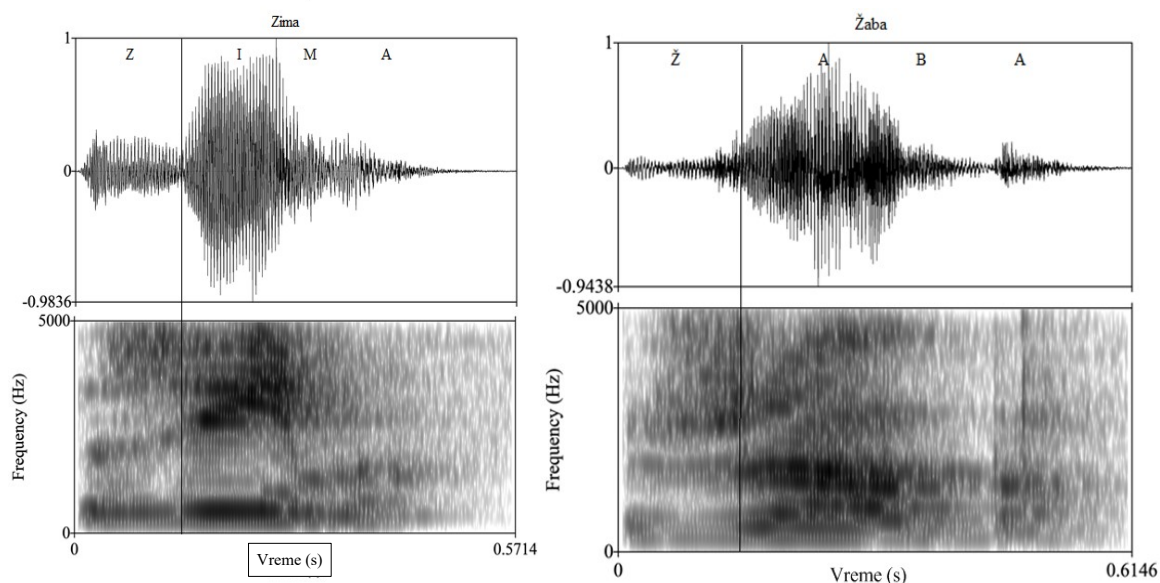 Zima
1
Z I M A
0
-0.9836
5000
Frequency (Hz)
0
0 0.5714
Vreme (s)
Žaba
1
Ž A B A
0
-0.9438
5000
Frequency (Hz)
0
0 0.6146
Vreme (s)